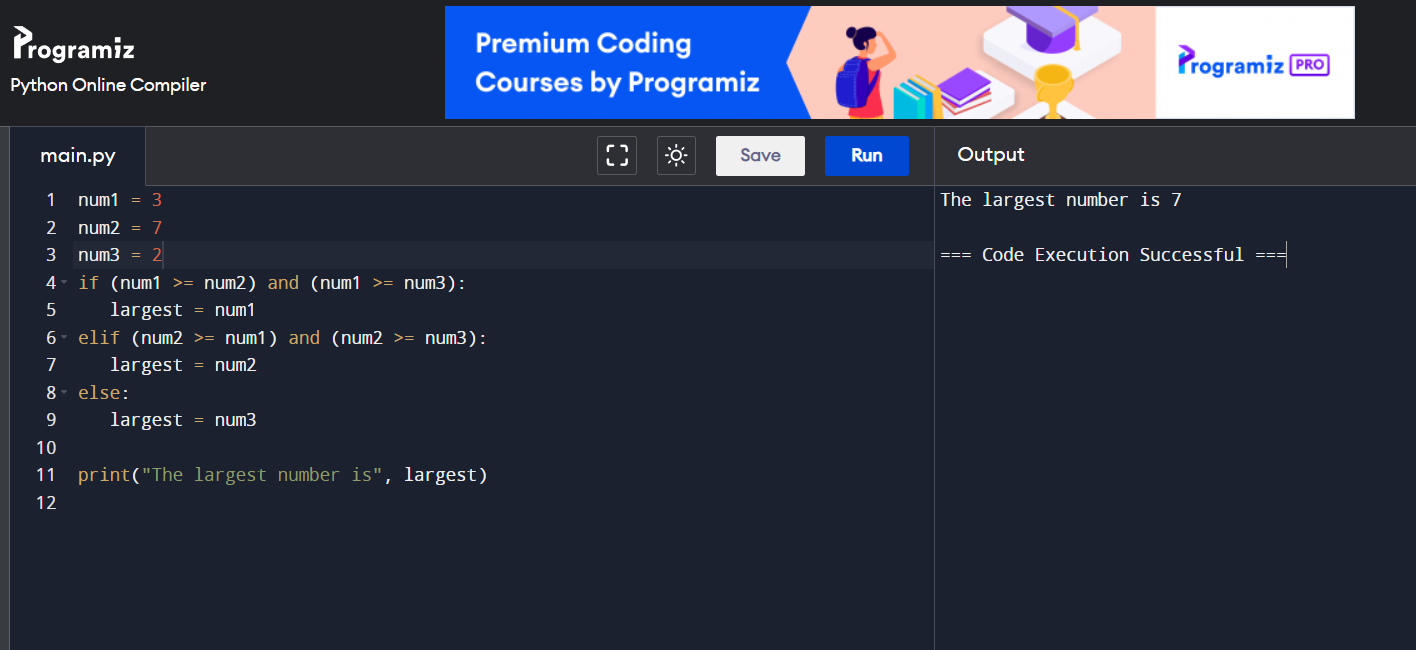 Programiz
Python Online Compiler
Premium Coding
Courses by Programiz
Programiz PRO
main.py
Save
Run
Output
1 num1 = 3
2 num2 = 7
3 num3 = 2
4 if (num1 >= num2) and (num1 >= num3):
5    largest = num1
6 elif (num2 >= num1) and (num2 >= num3):
7    largest = num2
8 else:
9    largest = num3
10
11 print("The largest number is", largest)
12
The largest number is 7
=== Code Execution Successful ===